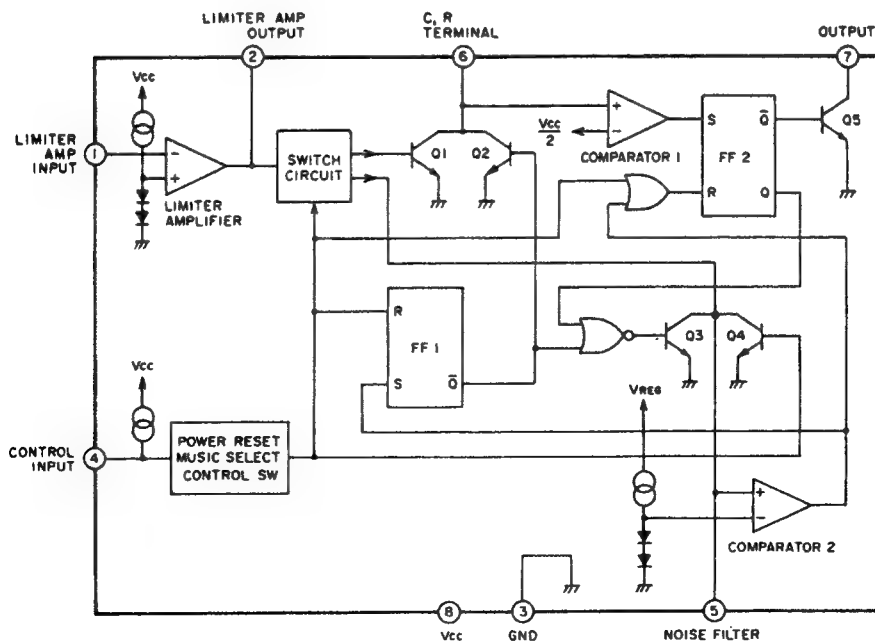 LIMITER AMP
OUTPUT
C, R
TERMINAL
OUTPUT
2
6
7
Vcc
LIMITER
AMP
INPUT
1
-
+
LIMITER
AMPLIFIER
SWITCH
CIRCUIT
Q1
Q2
+
-
Vcc
2
COMPARATOR 1
S
Q̅
FF 2
R
Q
Q5
R
FF 1
S
Q̅
Q3
Q4
Vcc
VREG
CONTROL
INPUT
4
POWER RESET
MUSIC SELECT
CONTROL SW
+
-
COMPARATOR 2
8
3
5
Vcc
GND
NOISE FILTER